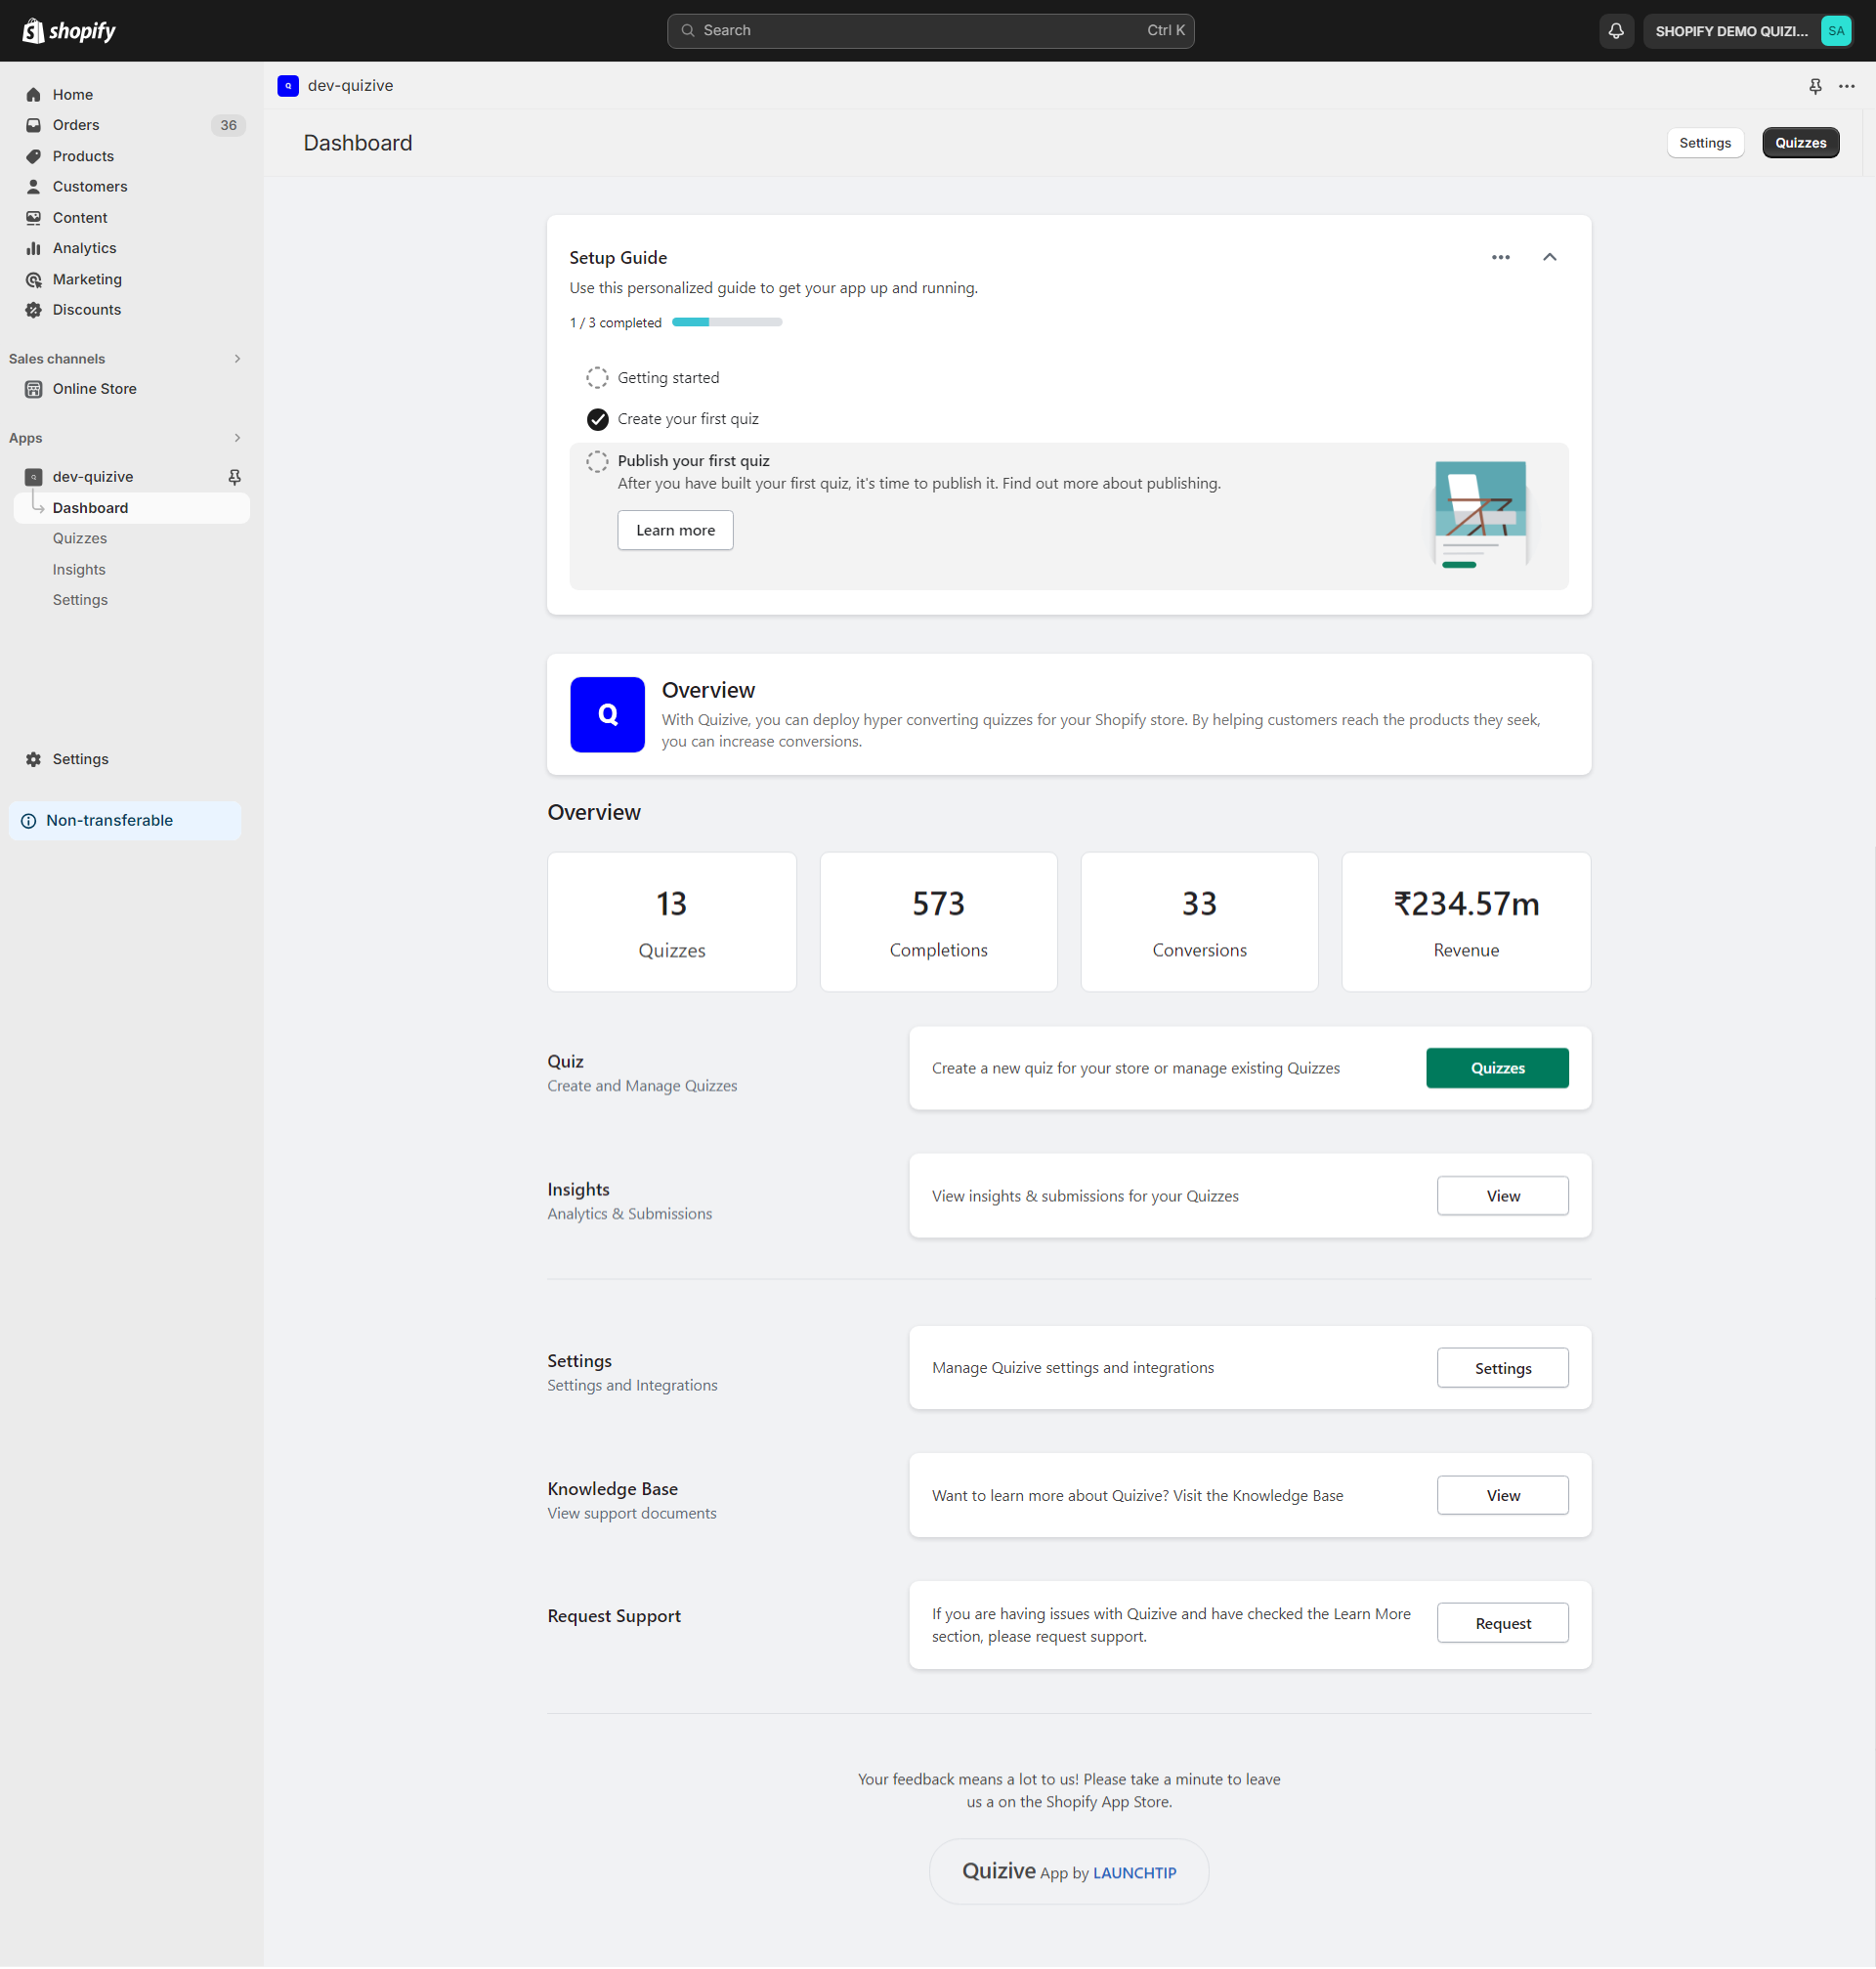 shopify
Search
Ctrl K
SHOPIFY DEMO QUIZI...
SA
Home
Orders
36
Products
Customers
Content
Analytics
Marketing
Discounts
Sales channels
Online Store
Apps
Q
dev-quizive
Dashboard
Quizzes
Insights
Settings
Settings
Non-transferable
Q
dev-quizive
Dashboard
Settings
Quizzes
Setup Guide
Use this personalized guide to get your app up and running.
1 / 3 completed
Getting started
Create your first quiz
Publish your first quiz
After you have built your first quiz, it's time to publish it. Find out more about publishing.
Learn more
Q
Overview
With Quizive, you can deploy hyper converting quizzes for your Shopify store. By helping customers reach the products they seek,
you can increase conversions.
Overview
13
Quizzes
573
Completions
33
Conversions
₹234.57m
Revenue
Quiz
Create and Manage Quizzes
Create a new quiz for your store or manage existing Quizzes
Quizzes
Insights
Analytics & Submissions
View insights & submissions for your Quizzes
View
Settings
Settings and Integrations
Manage Quizive settings and integrations
Settings
Knowledge Base
View support documents
Want to learn more about Quizive? Visit the Knowledge Base
View
Request Support
If you are having issues with Quizive and have checked the Learn More
section, please request support.
Request
Your feedback means a lot to us! Please take a minute to leave
us a on the Shopify App Store.
Quizive App by LAUNCHTIP